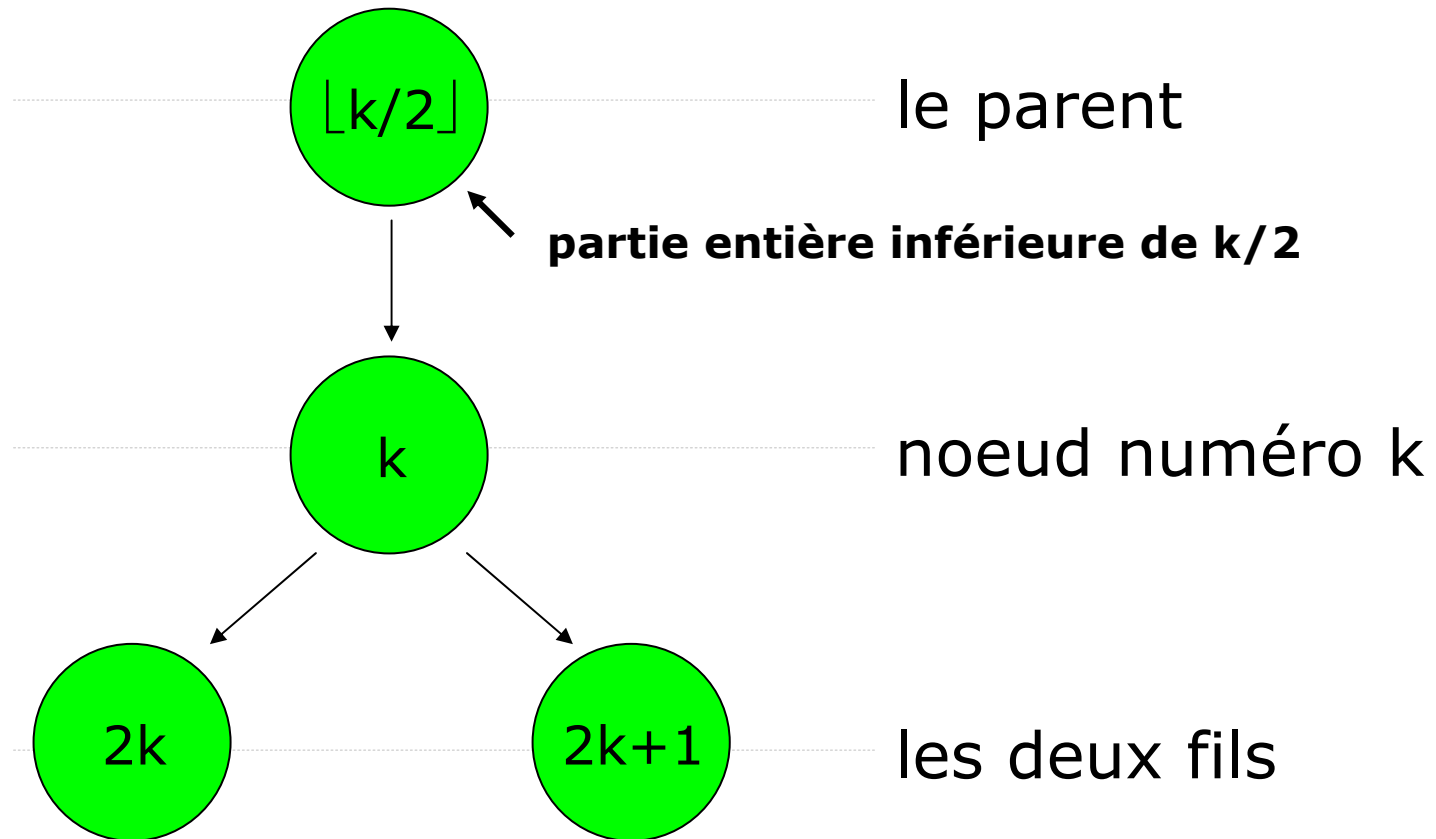 ⌊k/2⌋
le parent
partie entière inférieure de k/2
k
noeud numéro k
2k
2k+1
les deux fils